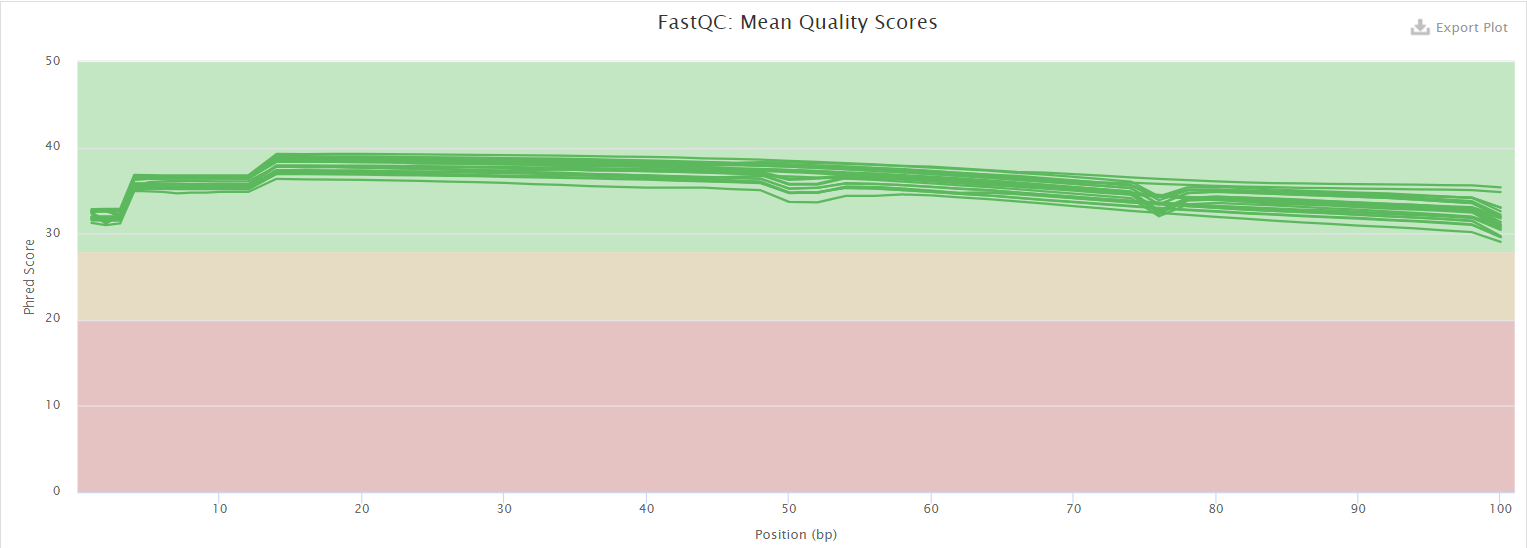 FastQC: Mean Quality Scores
Export Plot
Phred Score
50
40
30
20
10
0
10 20 30 40 50 60 70 80 90 100
Position (bp)